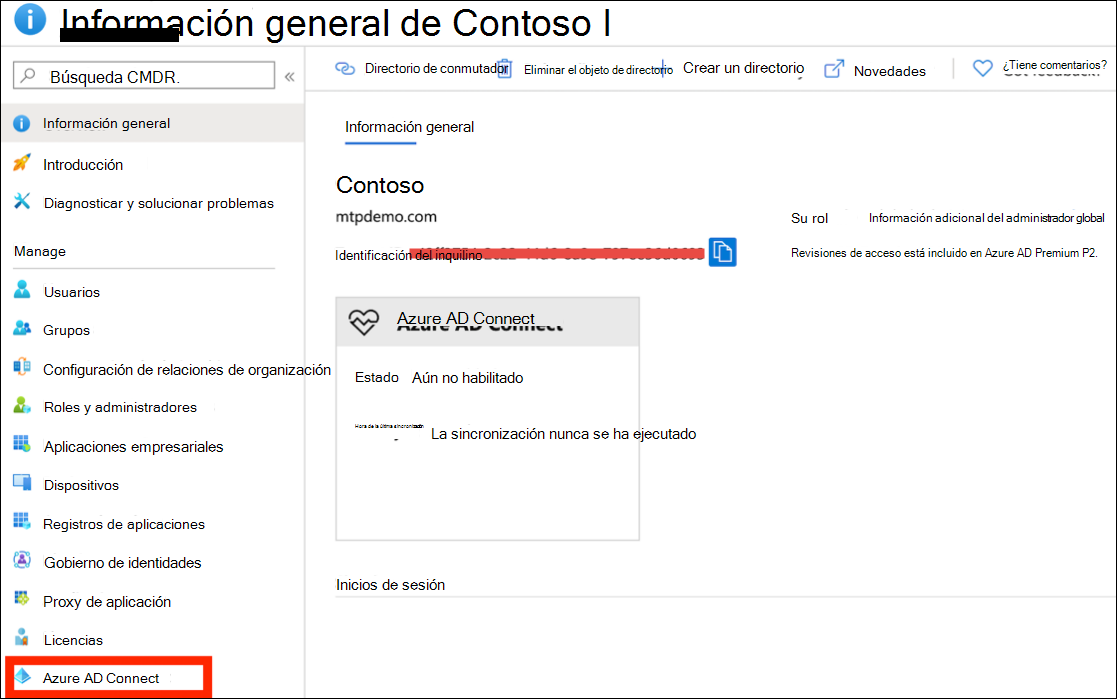 Información general de Contoso |
Búsqueda CMDR.
«
Directorio de conmutador
Eliminar el objeto de directorio
Crear un directorio
Novedades
¿Tiene comentarios?
Got feedback?
Información general
Introducción
Diagnosticar y solucionar problemas
Manage
Usuarios
Grupos
Configuración de relaciones de organización
Roles y administradores
Aplicaciones empresariales
Dispositivos
Registros de aplicaciones
Gobierno de identidades
Proxy de aplicación
Licencias
Azure AD Connect
Información general
Contoso
mtpdemo.com
Identificación del inquilino
Su rol Información adicional del administrador global
Revisiones de acceso está incluido en Azure AD Premium P2.
Azure AD Connect
Azure AD Connect
Estado Aún no habilitado
Hora de la última sincronización La sincronización nunca se ha ejecutado
Inicios de sesión